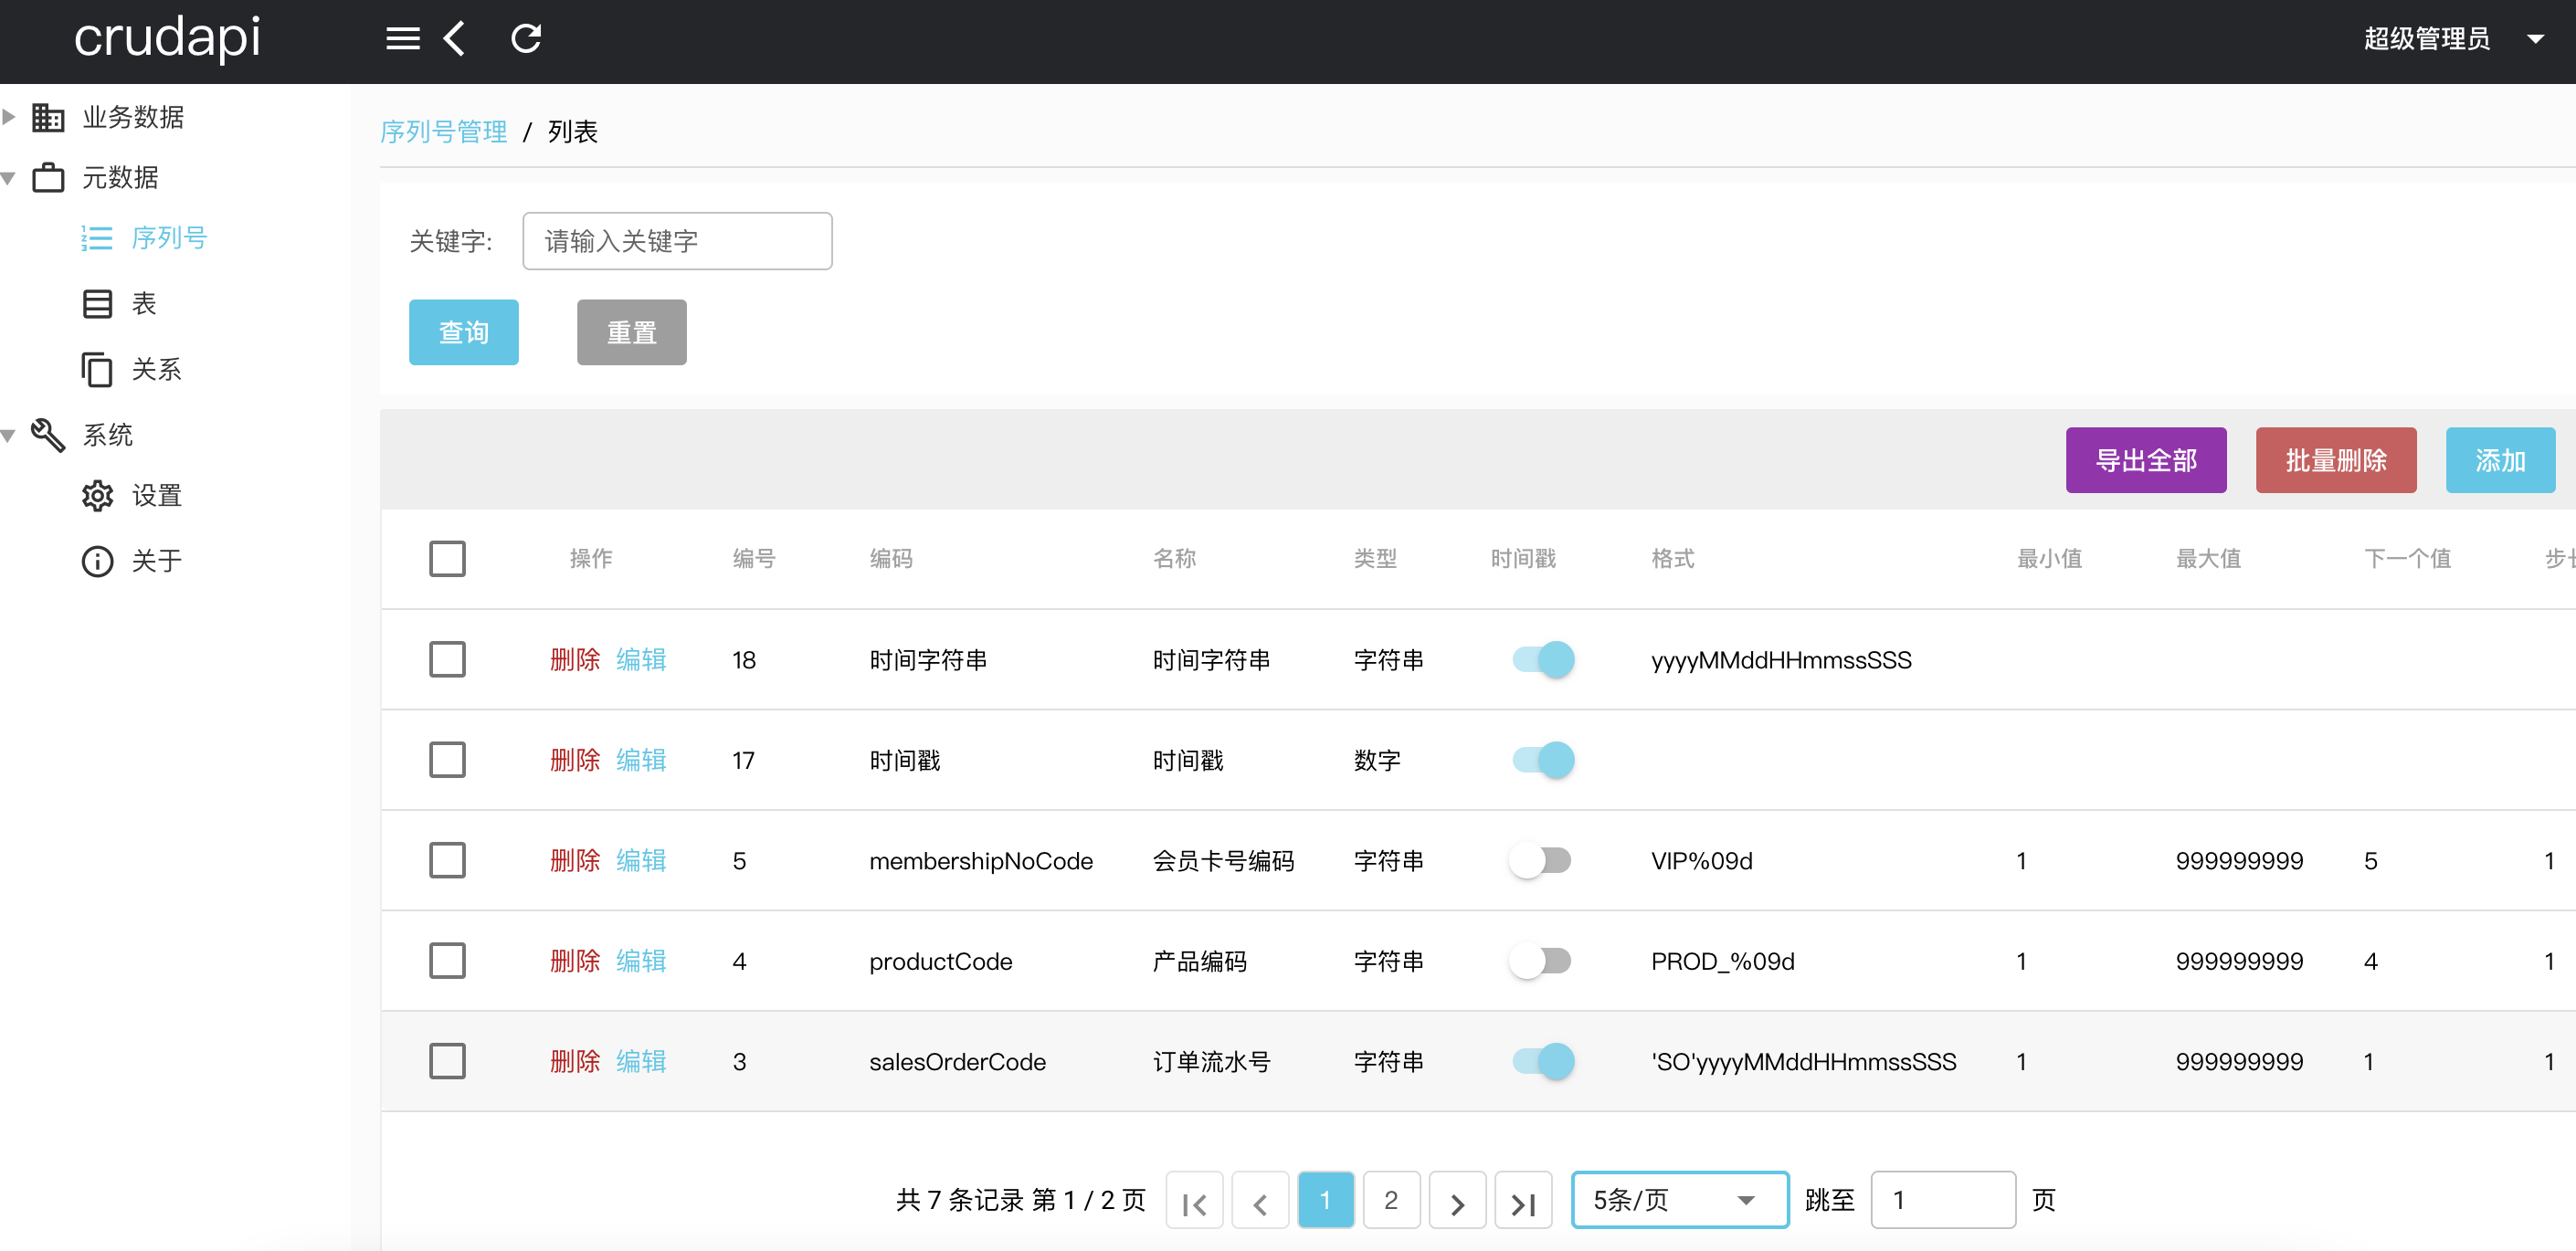 crudapi
超级管理员
业务数据
元数据
序列号
表
关系
系统
设置
关于
序列号管理 / 列表
关键字: 请输入关键字
查询 重置
导出全部 批量删除 添加
操作 编号 编码 名称 类型 时间戳 格式 最小值 最大值 下一个值 步
删除 编辑 18 时间字符串 时间字符串 字符串 yyyyMMddHHmmssSSS
删除 编辑 17 时间戳 时间戳 数字
删除 编辑 5 membershipNoCode 会员卡号编码 字符串 VIP%09d 1 999999999 5 1
删除 编辑 4 productCode 产品编码 字符串 PROD_%09d 1 999999999 4 1
删除 编辑 3 salesOrderCode 订单流水号 字符串 'SO'yyyyMMddHHmmssSSS 1 999999999 1 1
共 7 条记录 第 1 / 2 页 1 2 5条/页 跳至 1 页